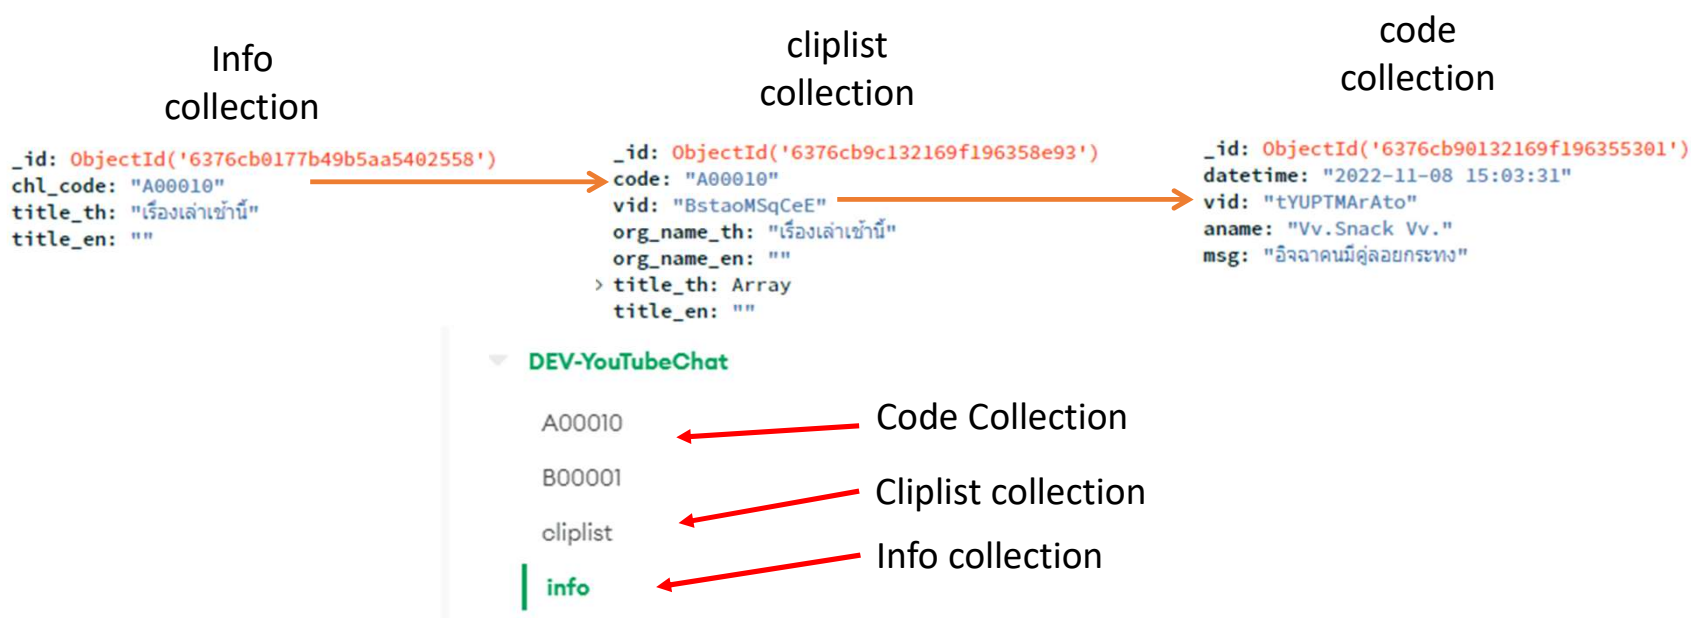 Info
collection
_id: ObjectId('6376cb0177b49b5aa5402558')
chl_code: "A00010"
title_th: "เรื่องเล่าเช้านี้"
title_en: ""
cliplist
collection
_id: ObjectId('6376cb9c132169f196358e93')
code: "A00010"
vid: "BstaoMSqCeE"
org_name_th: "เรื่องเล่าเช้านี้"
org_name_en: ""
> title_th: Array
title_en: ""
code
collection
_id: ObjectId('6376cb90132169f196355301')
datetime: "2022-11-08 15:03:31"
vid: "tYUPTMArAto"
aname: "Vv.Snack Vv."
msg: "อิจฉาคนมีคู่ลอยกระทง"
DEV-YouTubeChat
A00010
B00001
cliplist
info
Code Collection
Cliplist collection
Info collection